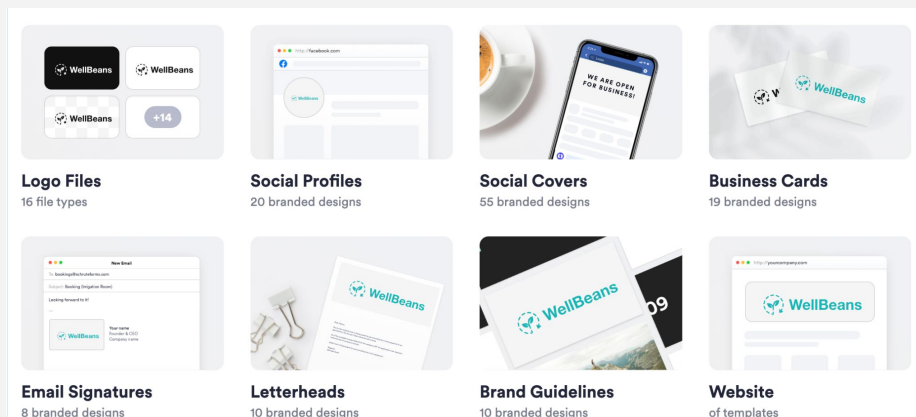 WellBeans
WellBeans
WellBeans
+14
Logo Files
16 file types
http://facebook.com
WellBeans
Social Profiles
20 branded designs
WE ARE OPEN
FOR BUSINESS!
Social Covers
55 branded designs
W
WellBeans
Business Cards
19 branded designs
New Email
Looking forward to it!
WellBeans
Your name
Founder & CEO
Company name
Email Signatures
8 branded designs
WellBeans
Letterheads
10 branded designs
WellBeans
09
Brand Guidelines
10 branded designs
http://yourcompany.com
WellBeans
Website
of templates